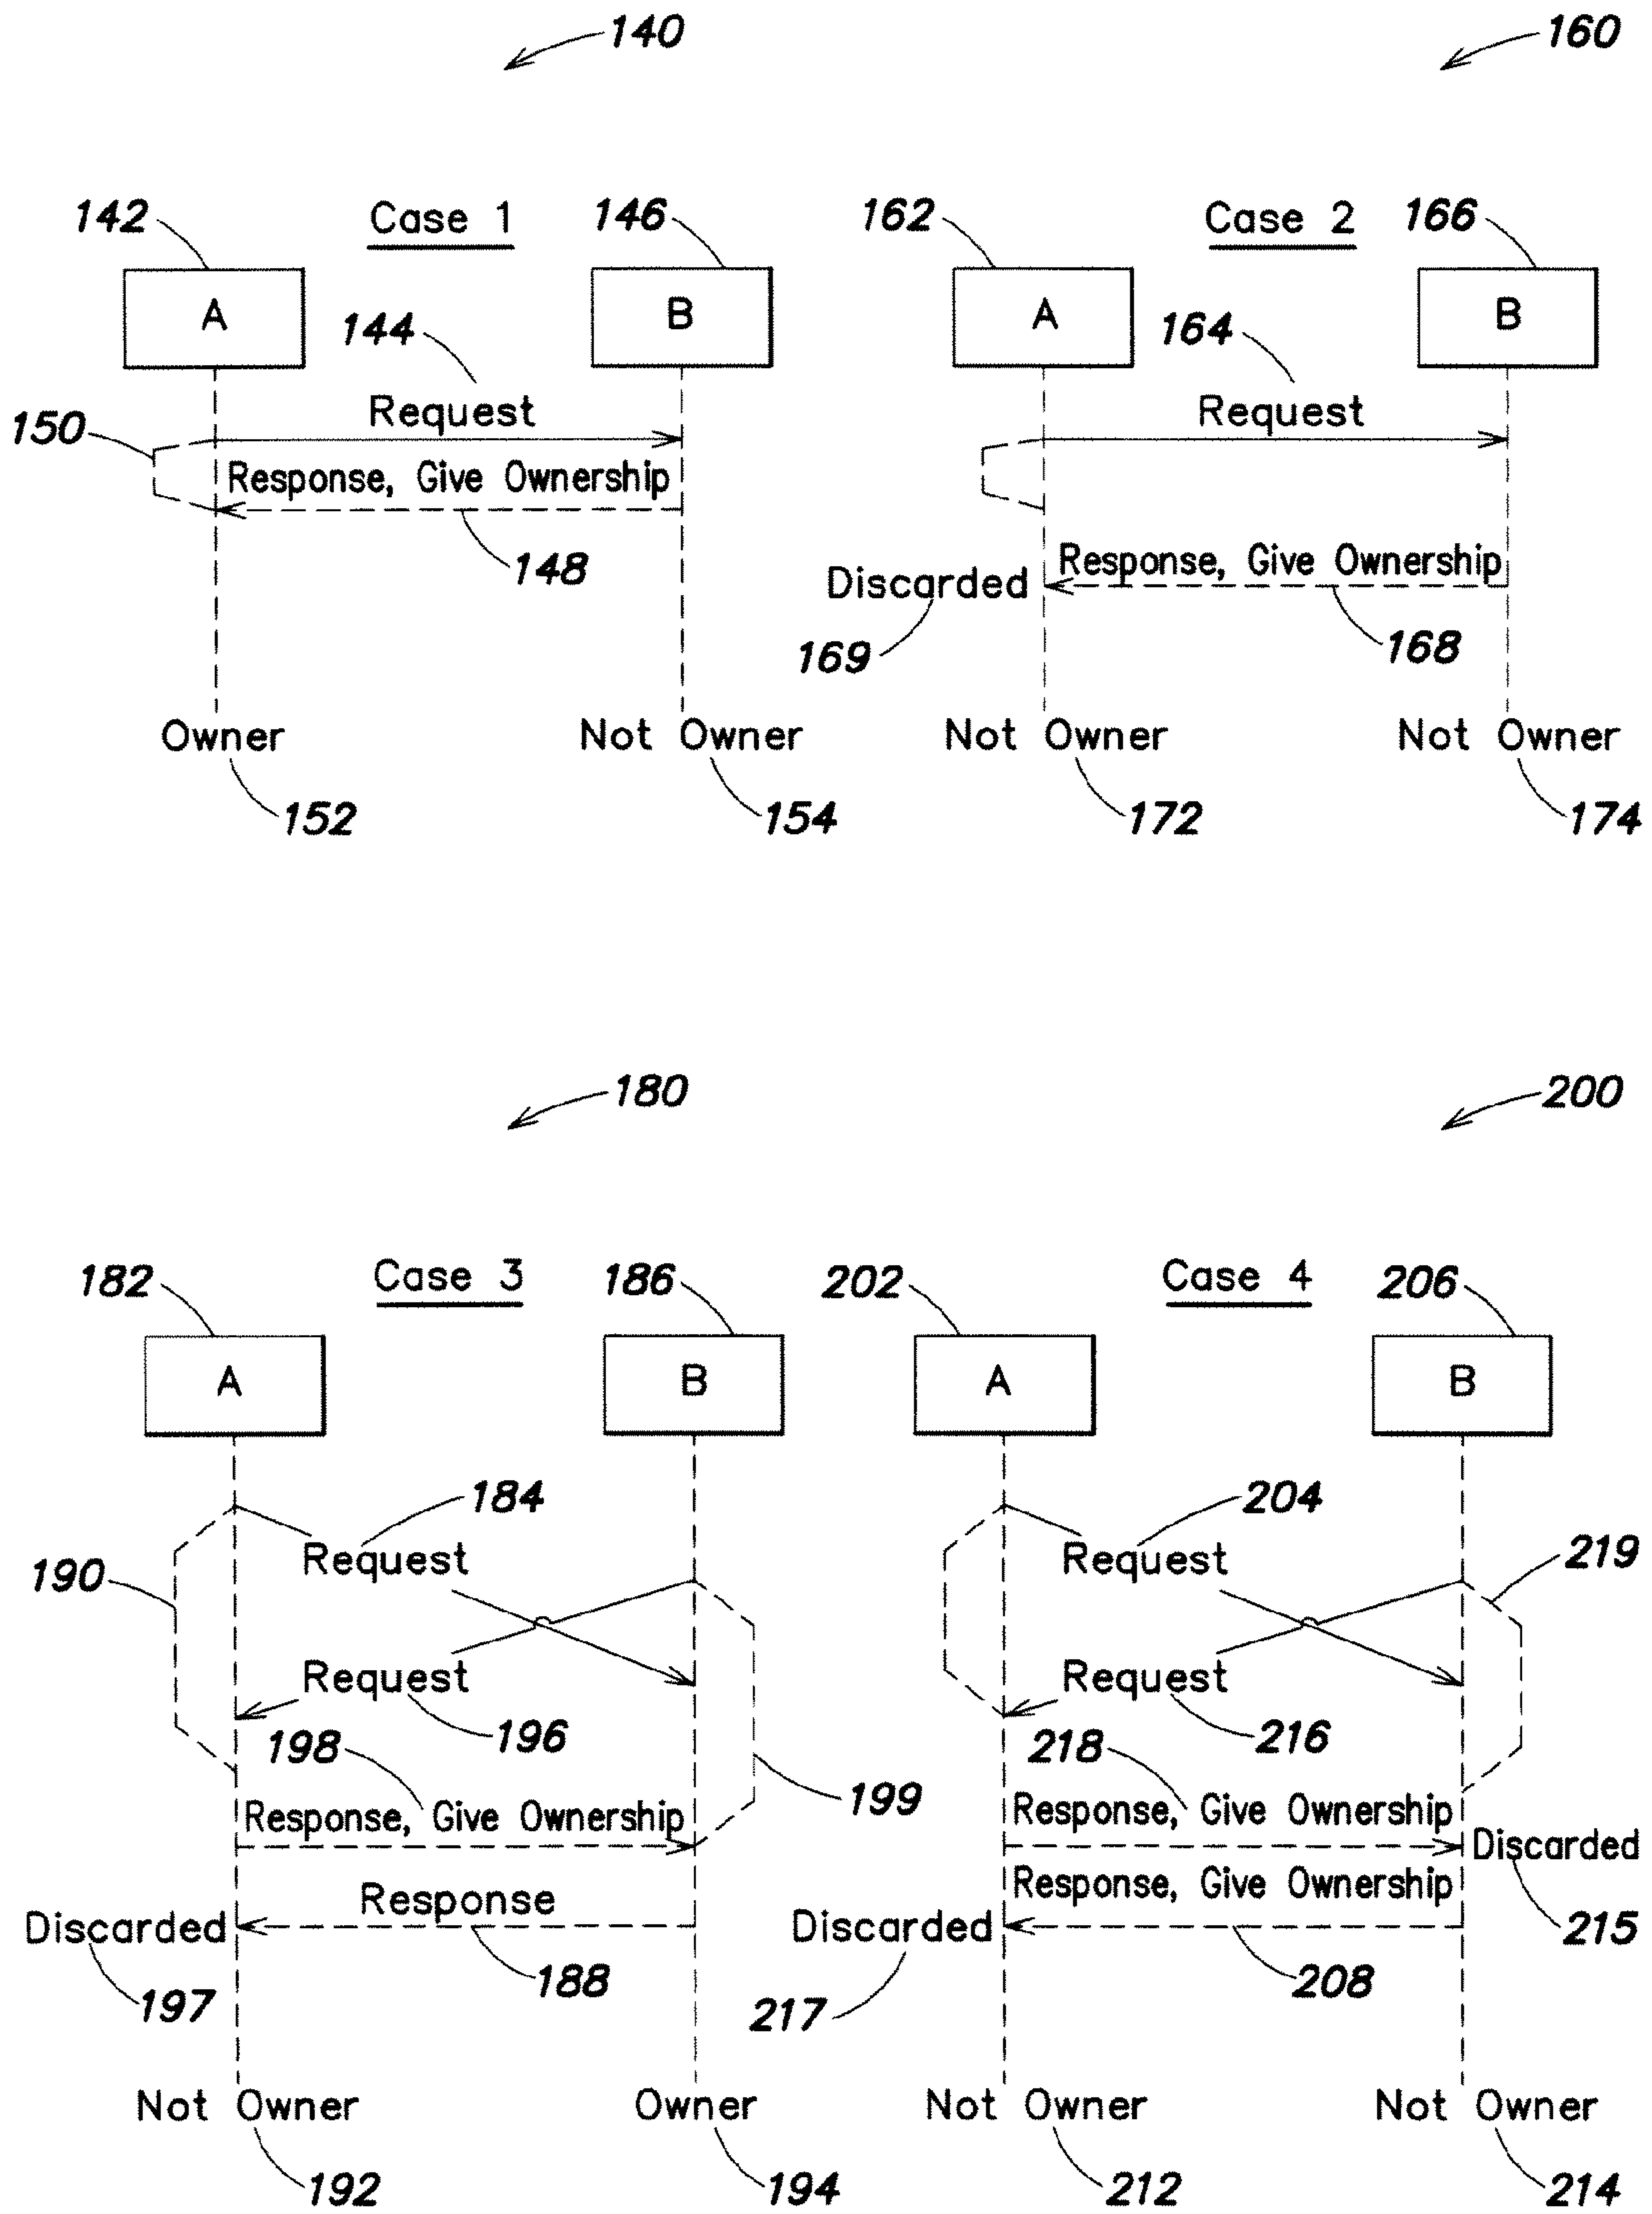 140
160
142 Case 1 146
162 Case 2 166
A B
A B
144
164
150 Request
Request
Response, Give Ownership
148
Response, Give Ownership
Discarded
169 168
Owner Not Owner
Not Owner Not Owner
152 154
172 174
180
200
182 Case 3 186
202 Case 4 206
A B
A B
184
204
190 Request
Request 219
Request
196
198
Request
216
218
199
Response, Give Ownership
Response, Give Ownership
Discarded
Response
Response, Give Ownership
Discarded
188
197
Discarded
208
215
217
Not Owner Owner
Not Owner Not Owner
192 194
212 214